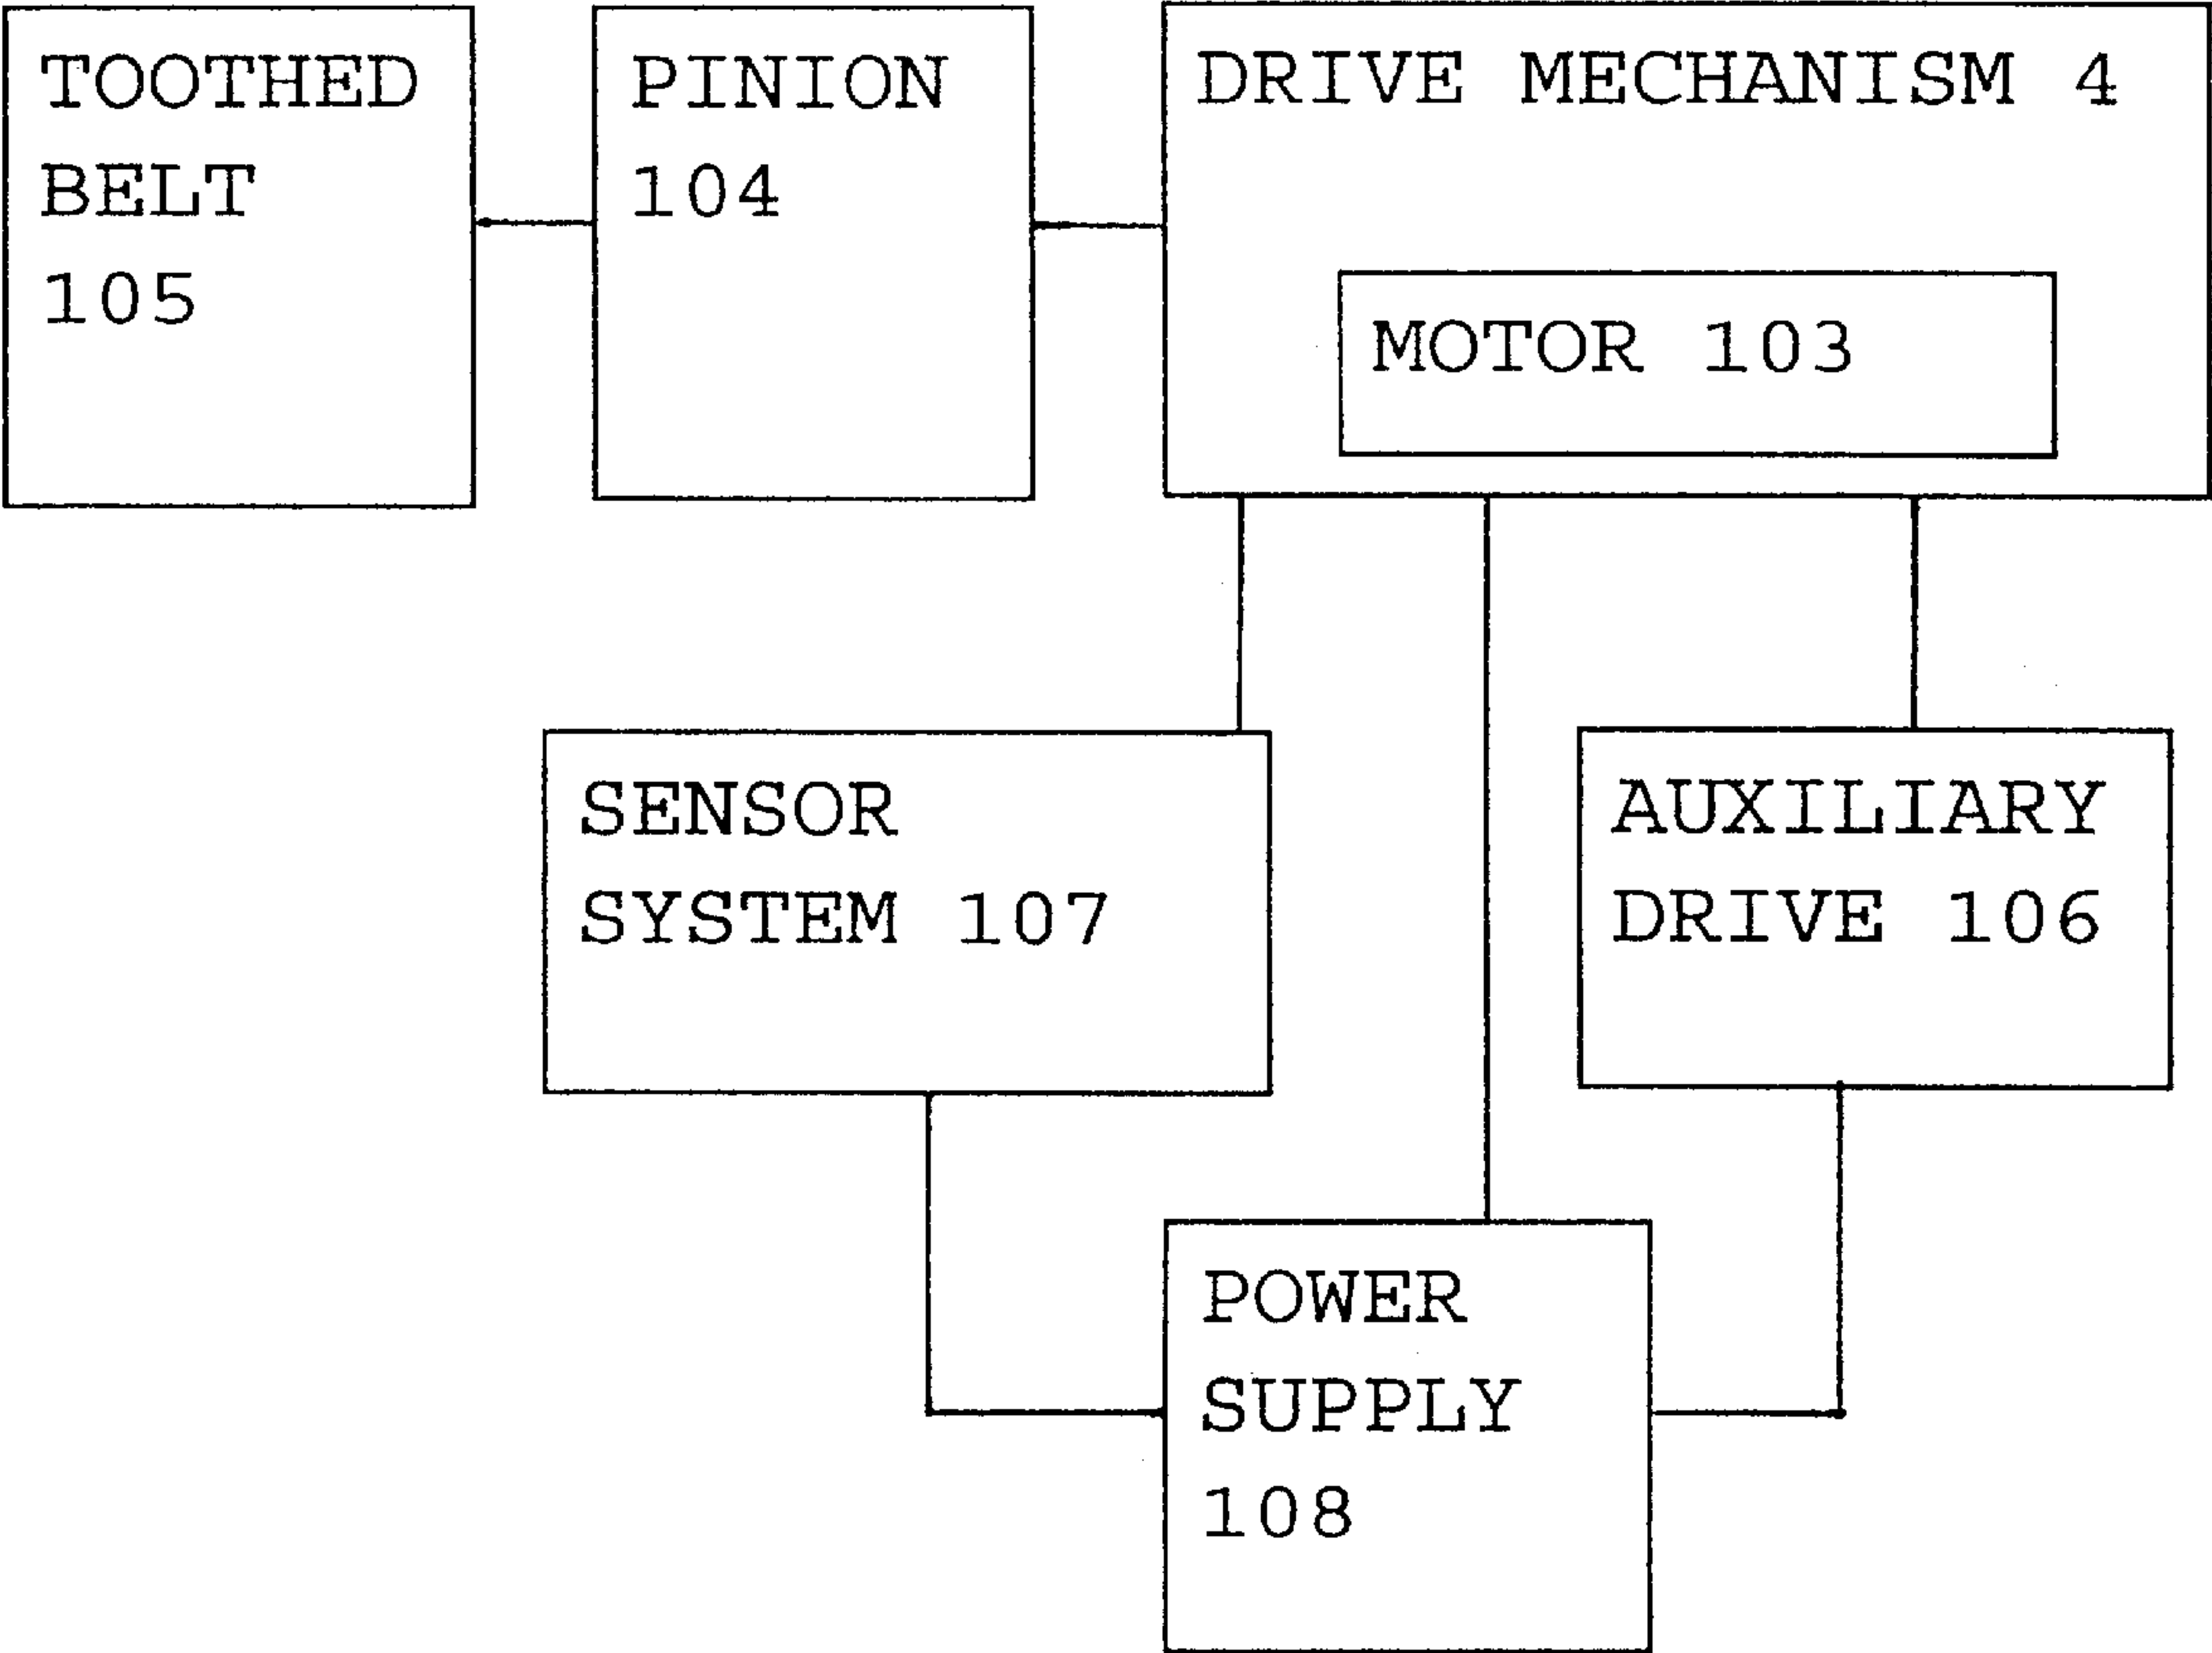 TOOTHED
BELT
105
PINION
104
DRIVE MECHANISM 4
MOTOR 103
SENSOR
SYSTEM 107
AUXILIARY
DRIVE 106
POWER
SUPPLY
108